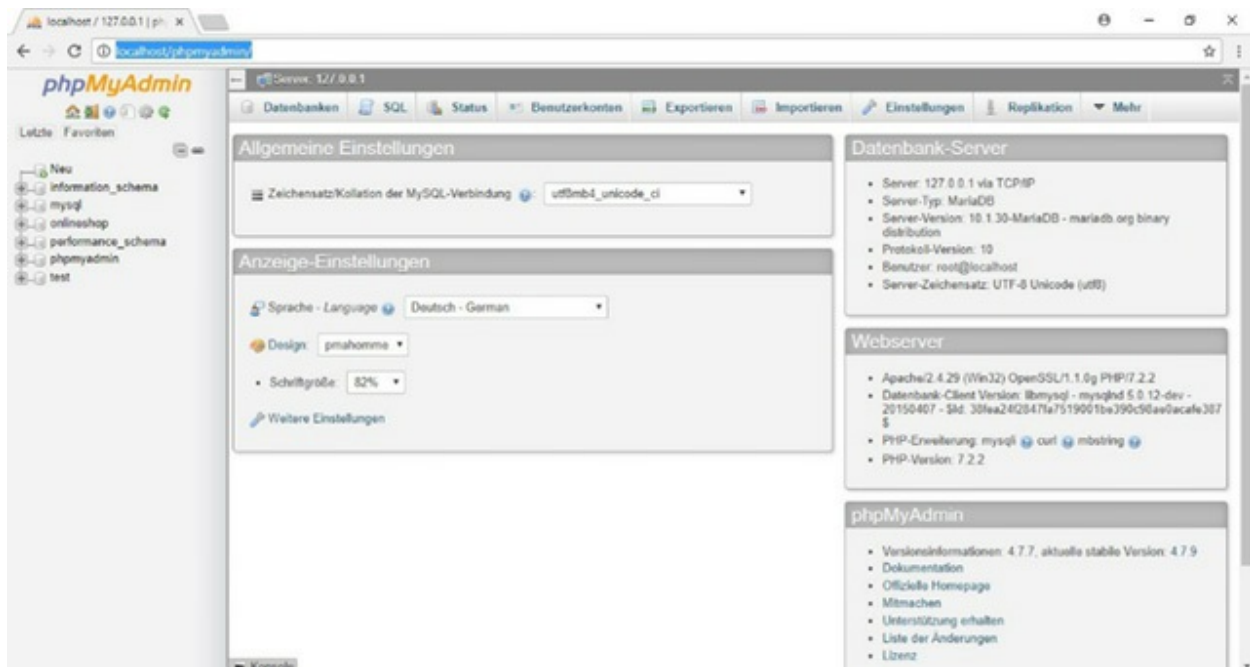 localhost / 127.0.0.1 | ph
localhost/phpmyadmin/
phpMyAdmin
Letzte Favoriten
Neu
information_schema
mysql
onlineshop
performance_schema
phpmyadmin
test
Server: 127.0.0.1
Datenbanken SQL Status Benutzerkonten Exportieren Importieren Einstellungen Replikation Mehr
Allgemeine Einstellungen
Zeichensatz/Kollation der MySQL-Verbindung : utf8mb4_unicode_ci
Anzeige-Einstellungen
Sprache - Language Deutsch - German
Design: pmahomme
Schriftgröße: 82%
Weitere Einstellungen
Datenbank-Server
Server: 127.0.0.1 via TCP/IP
Server-Typ: MariaDB
Server-Version: 10.1.30-MariaDB - mariadb.org binary
distribution
Protokoll-Version: 10
Benutzer: root@localhost
Server-Zeichensatz: UTF-8 Unicode (utf8)
Webserver
Apache/2.4.29 (Win32) OpenSSL/1.1.0g PHP/7.2.2
Datenbank-Client Version: libmysql - mysqlnd 5.0.12-dev -
20150407 - $Id:
$
PHP-Erweiterung: mysqli curl mbstring
PHP-Version: 7.2.2
phpMyAdmin
Versionsinformationen: 4.7.7, aktuelle stabile Version: 4.7.9
Dokumentation
Offizielle Homepage
Mitmachen
Unterstützung erhalten
Liste der Änderungen
Lizenz
Konsole